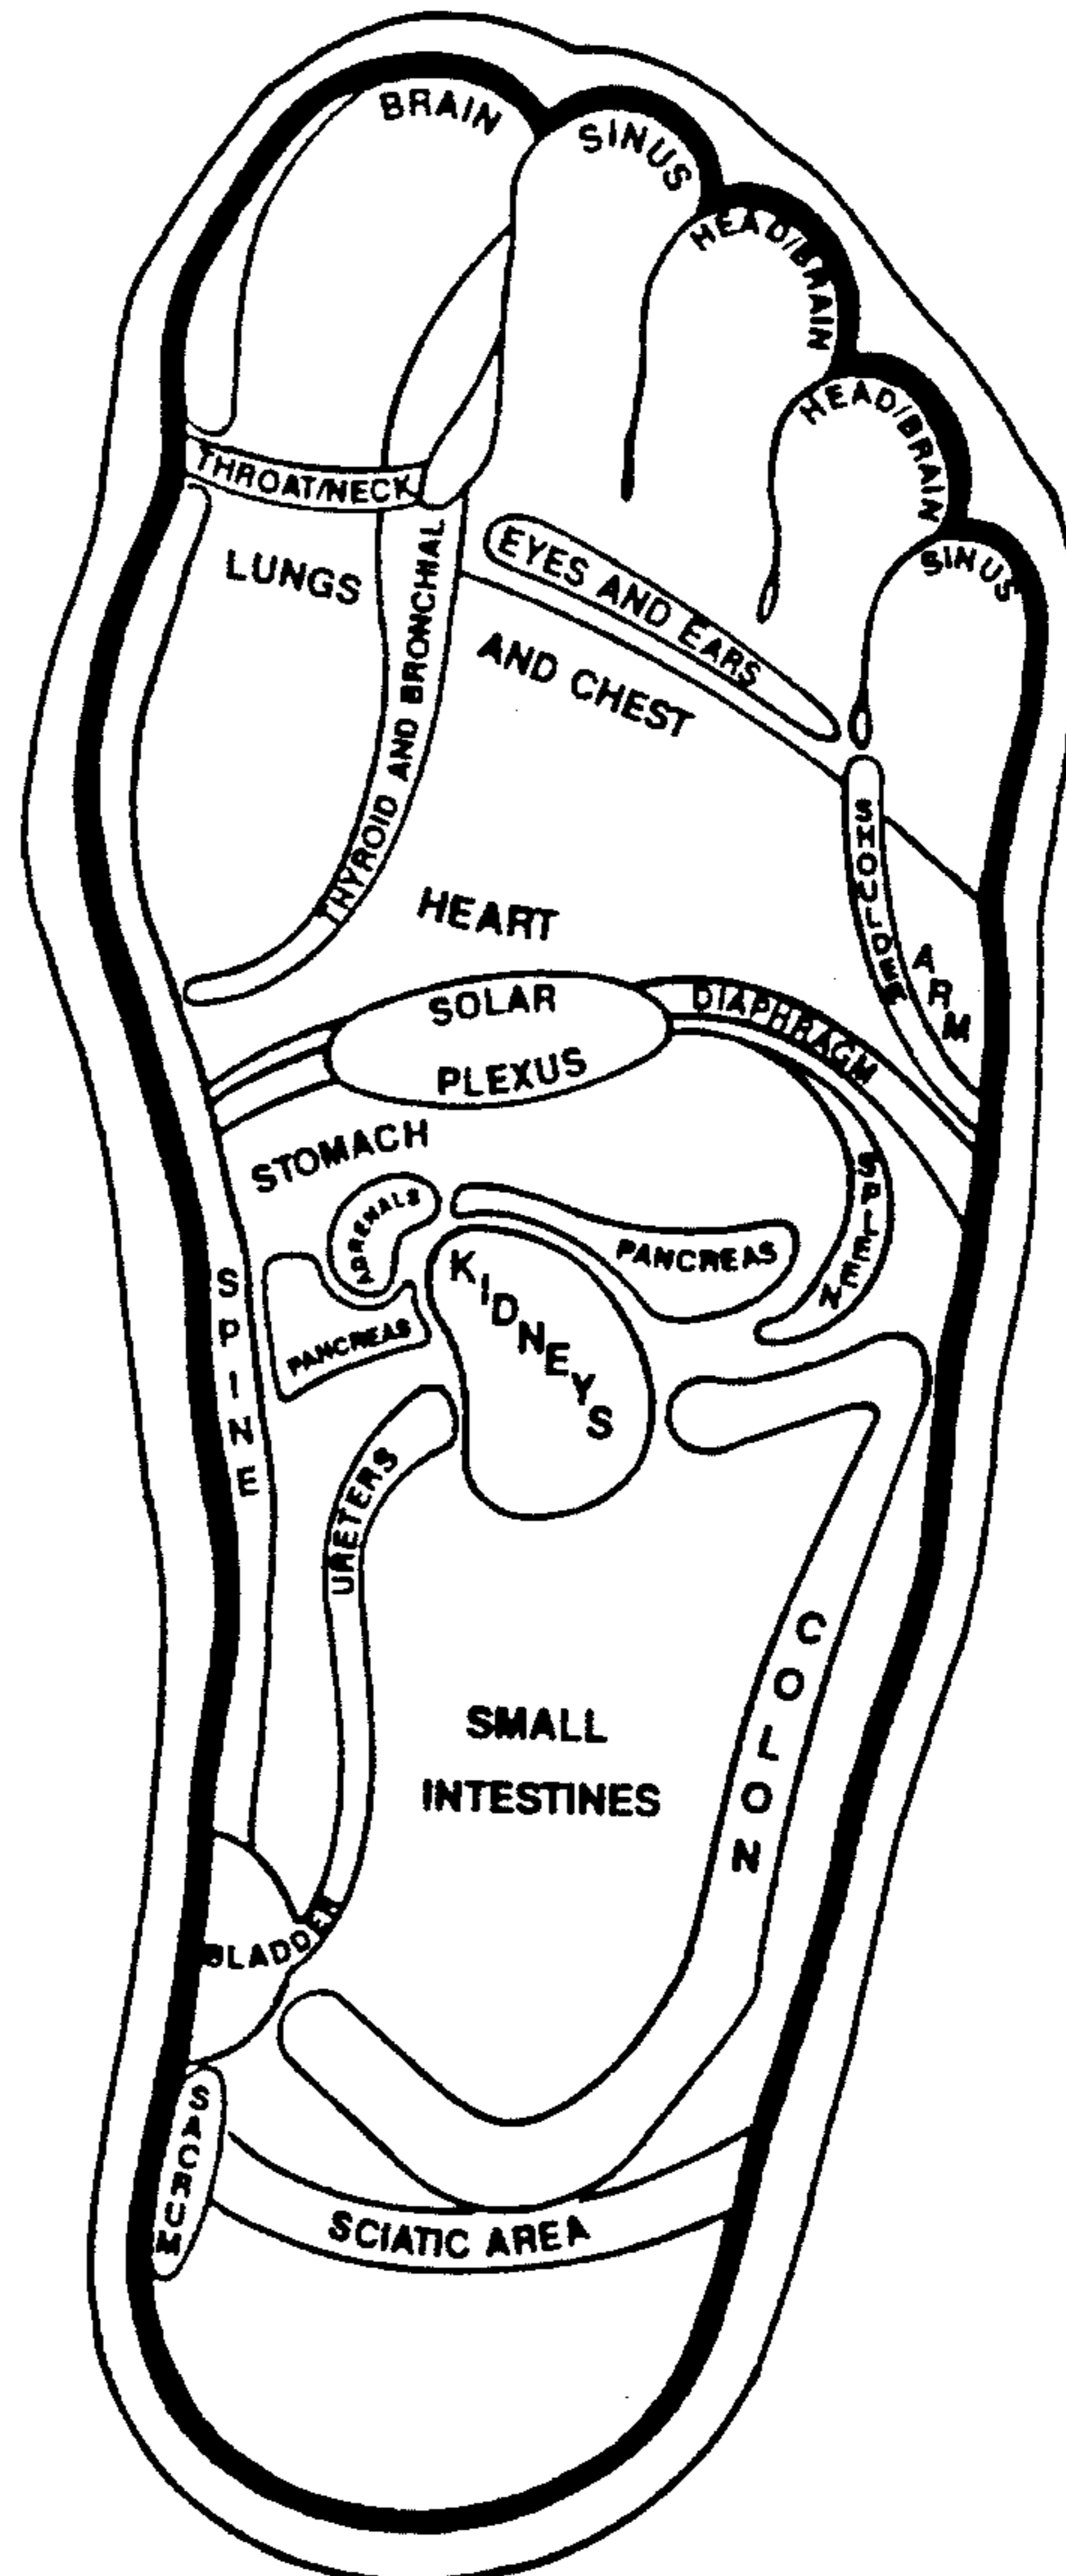 BRAIN
SINUS
HEAD/BRAIN
HEAD/BRAIN
SINUS
THROAT/NECK
EYES AND EARS
LUNGS
AND CHEST
THYROID AND BRONCHIAL
SHOULDER
ARM
HEART
SOLAR
PLEXUS
DIAPHRAGM
STOMACH
ADRENALS
PANCREAS
SPLEEN
KIDNEYS
PANCREAS
SPINE
URETERS
COLON
SMALL
INTESTINES
BLADDER
SACRUM
SCIATIC AREA